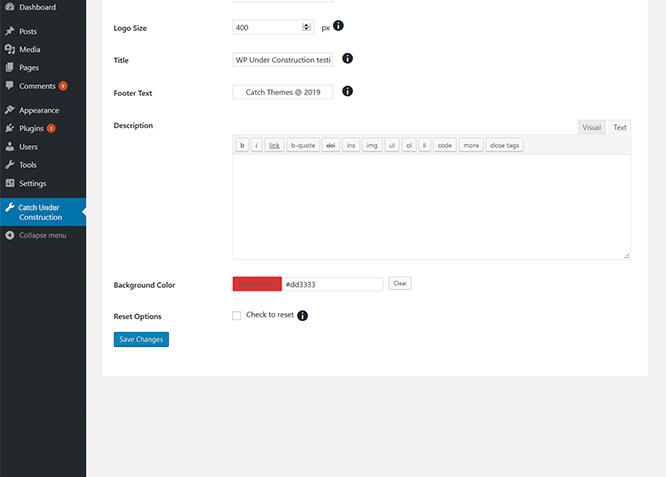 Dashboard
Posts
Media
Pages
Comments 9
Appearance
Plugins 3
Users
Tools
Settings
Catch Under
Construction
Collapse menu
Logo Size
400
px
Title
WP Under Construction testi
Footer Text
Catch Themes @ 2019
Description
Visual Text
b i link b-quote del ins img ul ol li code more close tags
Background Color
Select Color #dd3333 Clear
Reset Options
Check to reset
Save Changes